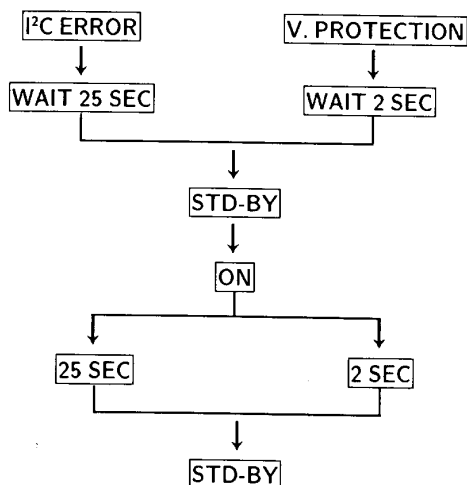 I²C ERROR
V. PROTECTION
WAIT 25 SEC
WAIT 2 SEC
STD-BY
ON
25 SEC
2 SEC
STD-BY